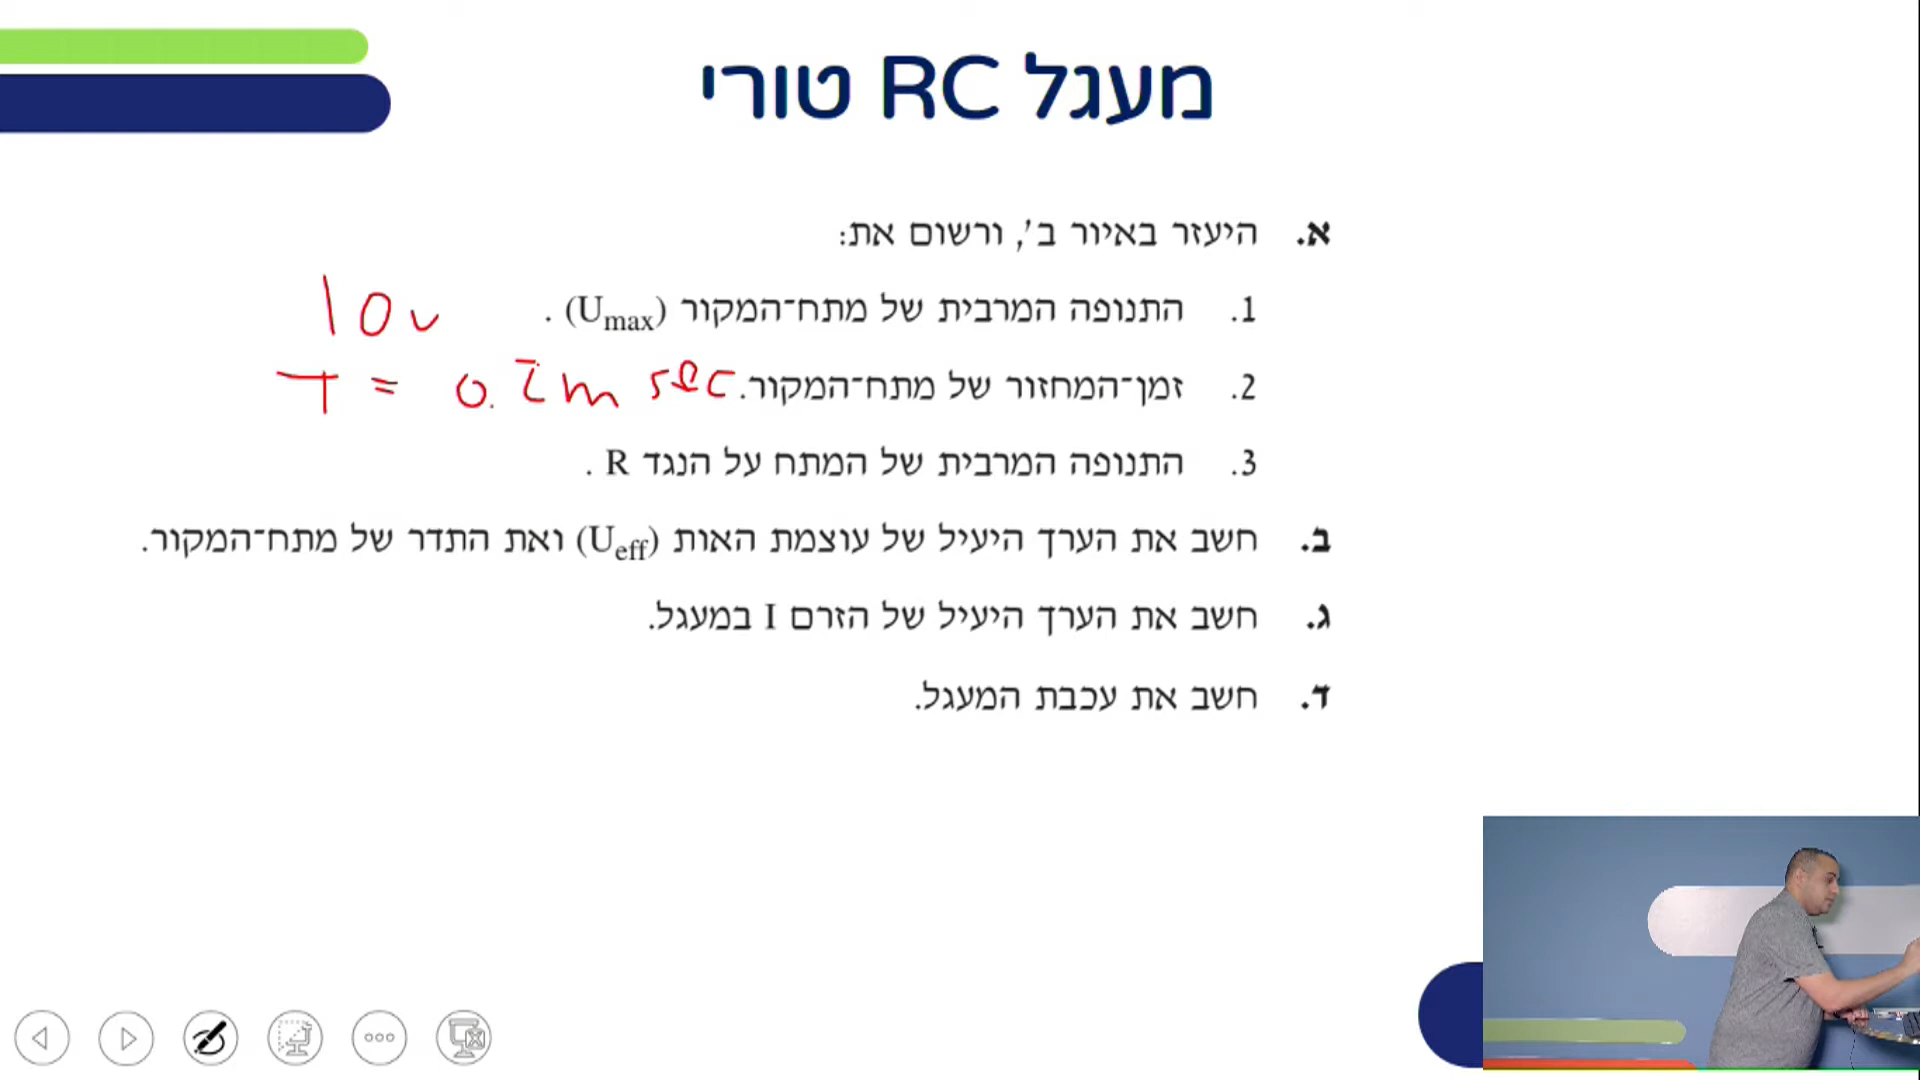 מעגל RC טורי
א. היעזר באיור ב', ורשום את:
1. התנופה המרבית של מתח־המקור (Umax) . 10v
2. זמן־המחזור של מתח־המקור. T = 0.2m sec
3. התנופה המרבית של המתח על הנגד R .
ב. חשב את הערך היעיל של עוצמת האות (Ueff) ואת התדר של מתח־המקור.
ג. חשב את הערך היעיל של הזרם I במעגל.
ד. חשב את עכבת המעגל.